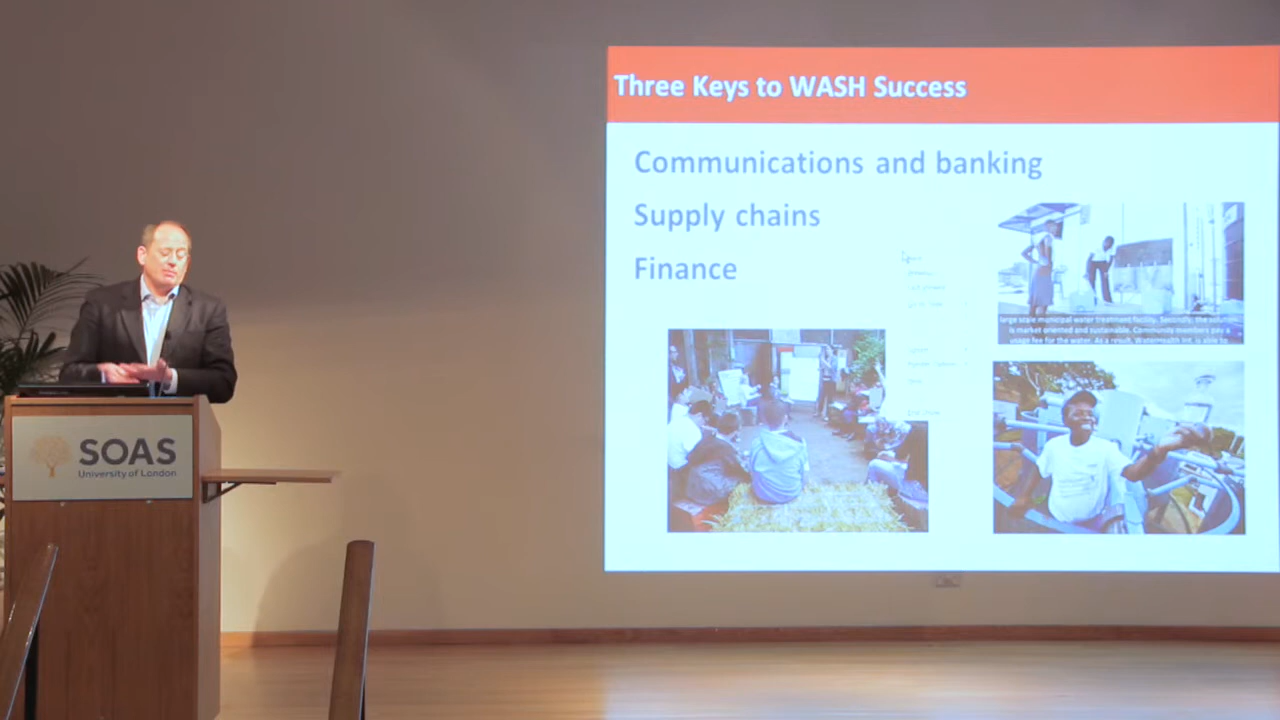 Three Keys to WASH Success
Communications and banking
Supply chains
Finance
large scale municipal water treatment facility. Secondly, the solution
is market oriented and sustainable. Community members pay a
usage fee for the water. As a result, WaterHealth Int. is able to
SOAS
University of London